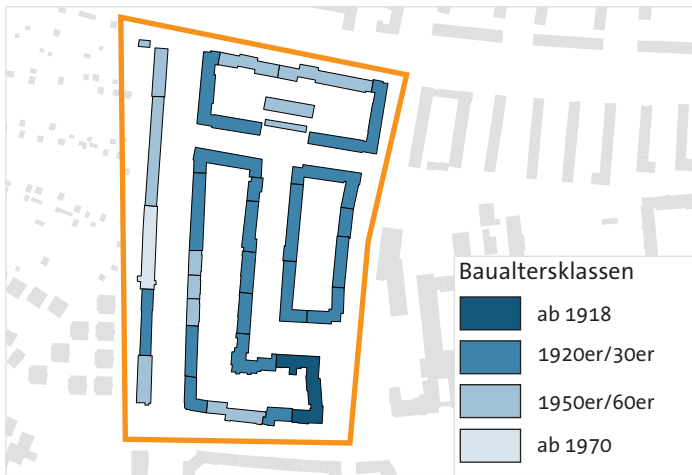 Baualtersklassen
ab 1918
1920er/30er
1950er/60er
ab 1970